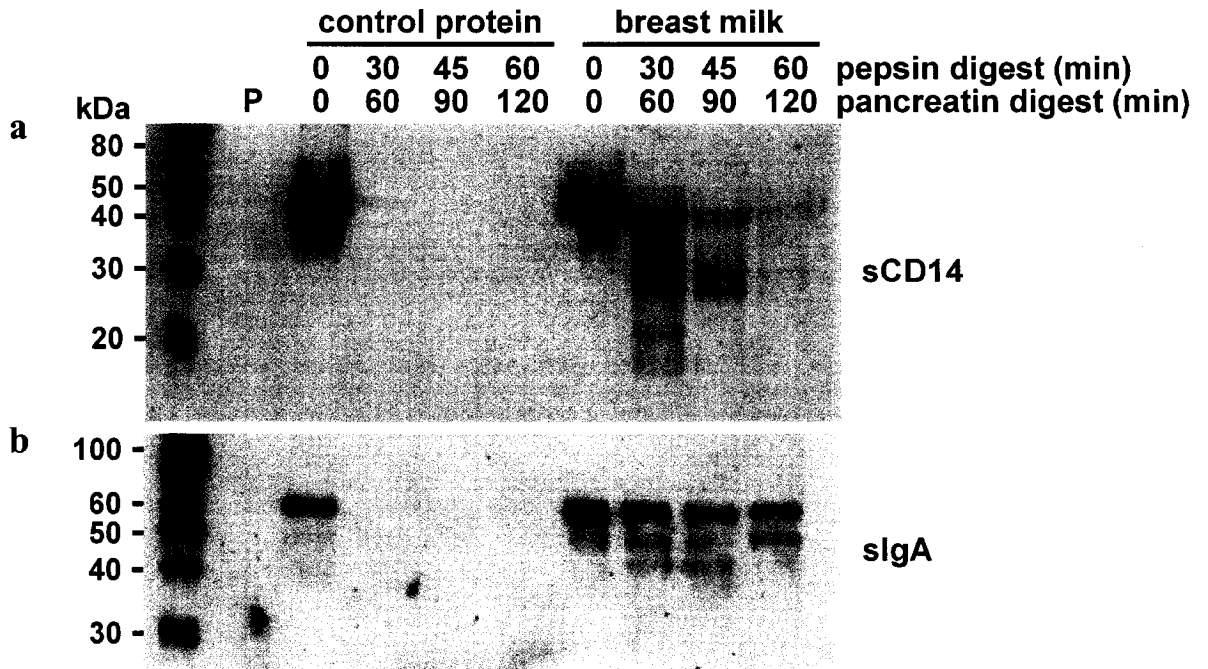 control protein breast milk
0 30 45 60 0 30 45 60 pepsin digest (min)
kDa P 0 60 90 120 0 60 90 120 pancreatin digest (min)
a
80
50
40
30
20
sCD14
b
100
60
50
40
30
sIgA